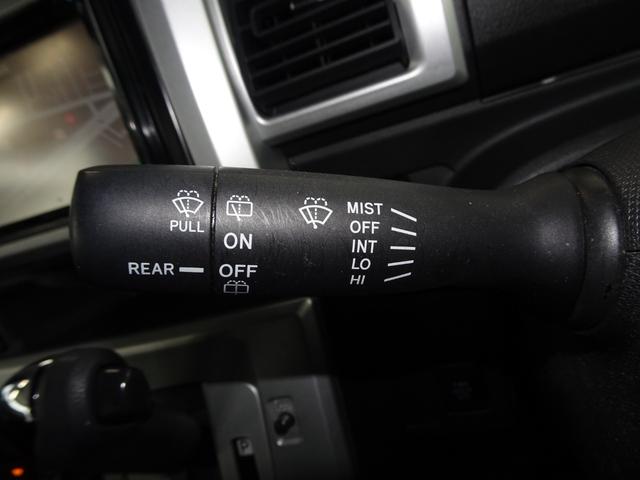 PULL
REAR
ON
OFF
MIST
OFF
INT
LO
HI
P